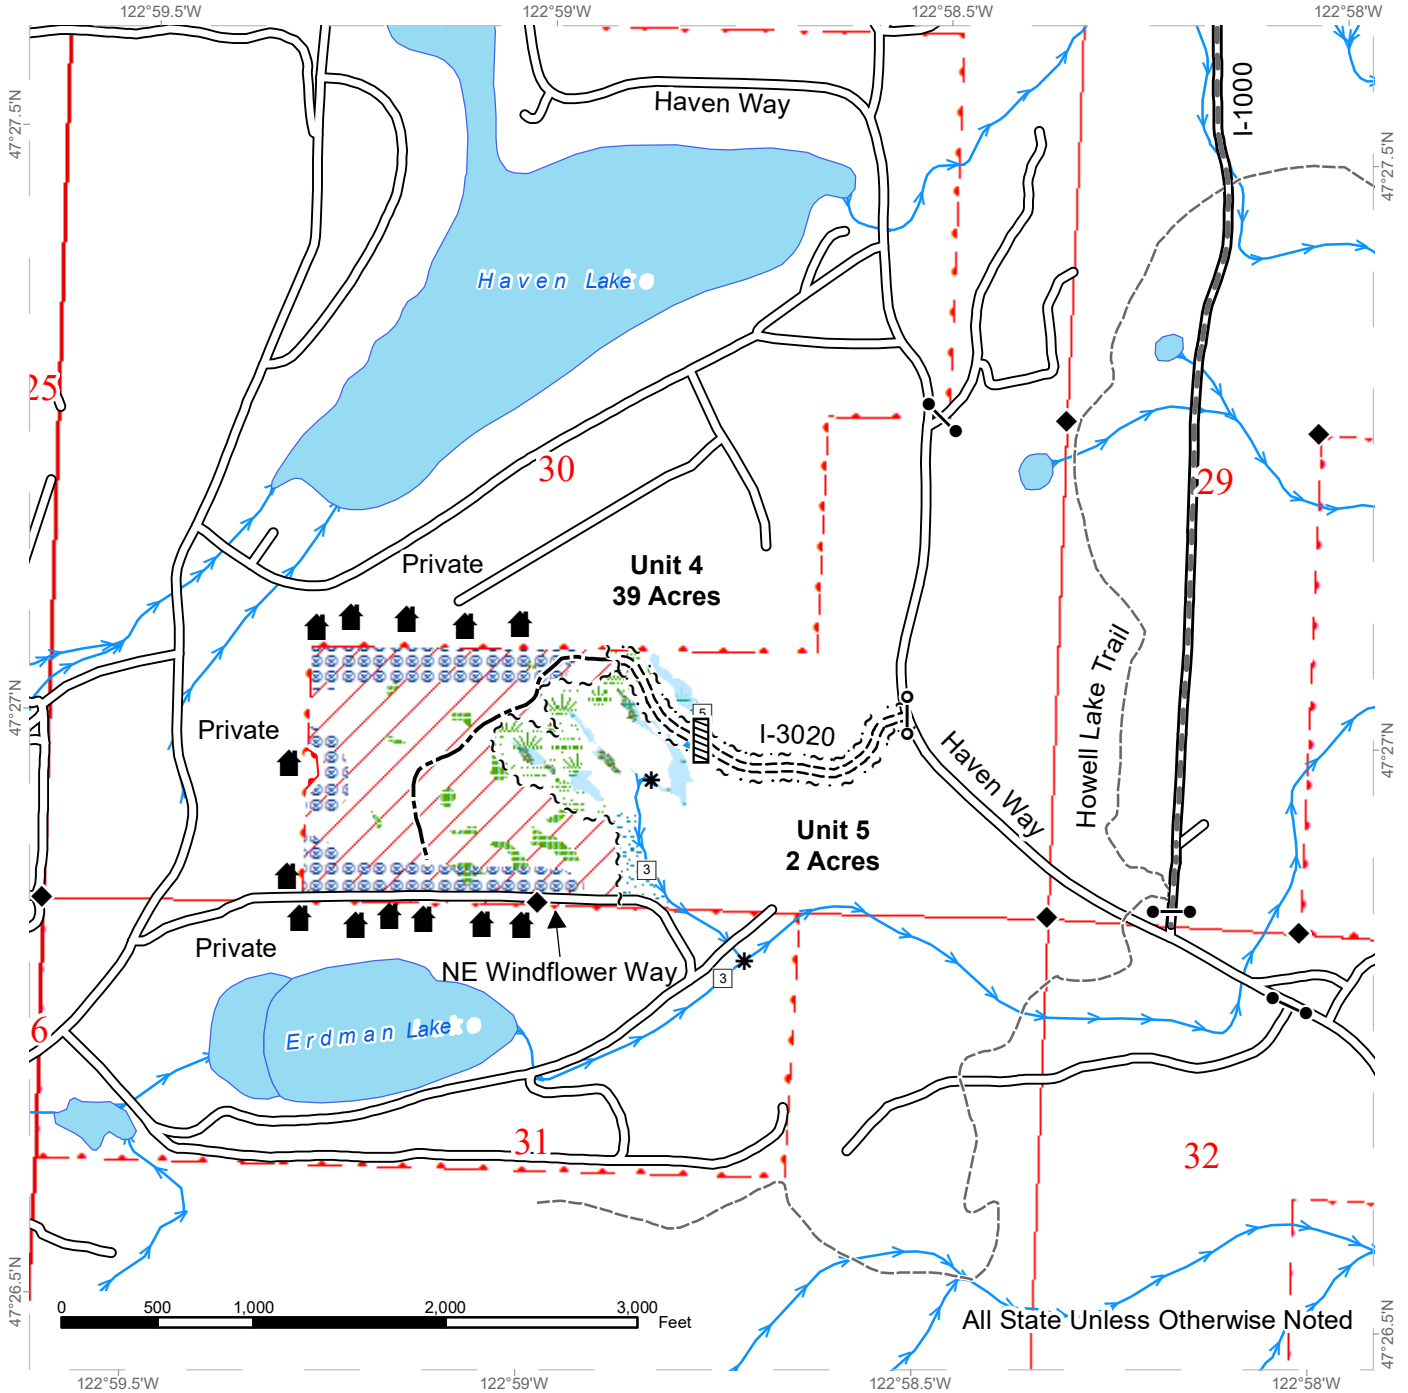 122°59.5'W
122°59'W
122°58.5'W
122°58'W
47°27.5'N
47°27.5'N
I-1000
Haven Way
Haven Lake
25
30
29
Private
Unit 4
39 Acres
Howell Lake Trail
47°27'N
47°27'N
Private
5
I-3020
Haven Way
Unit 5
2 Acres
3
Private
NE Windflower Way
3
Erdman Lake
6
31
32
47°26.5'N
47°26.5'N
0 500 1,000 2,000 3,000
Feet
All State Unless Otherwise Noted
122°59.5'W
122°59'W
122°58.5'W
122°58'W